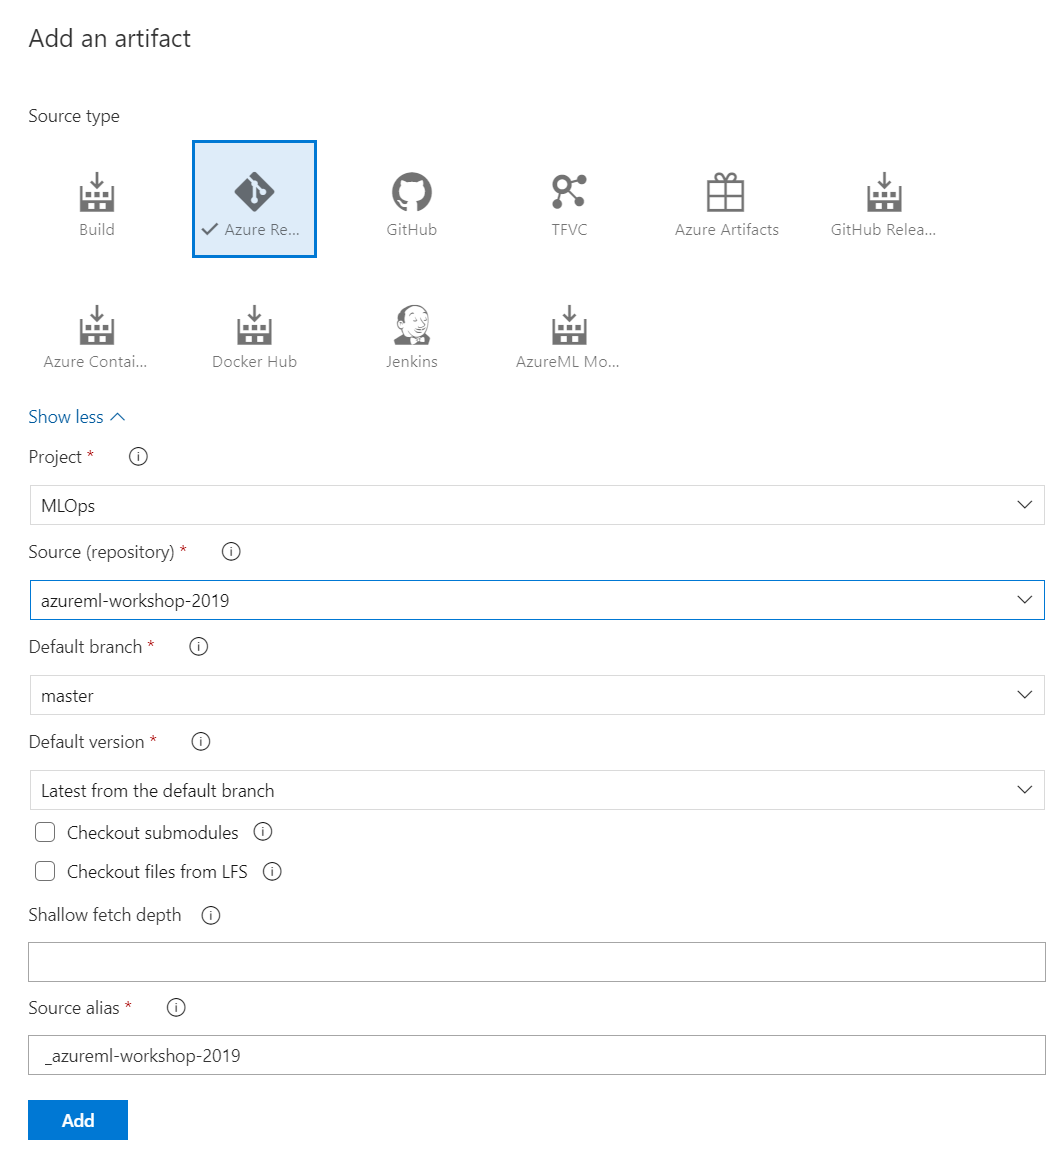 Add an artifact
Source type
Build
Azure Re...
GitHub
TFVC
Azure Artifacts
GitHub Relea...
Azure Contai...
Docker Hub
Jenkins
AzureML Mo...
Show less
Project *
MLOps
Source (repository) *
azureml-workshop-2019
Default branch *
master
Default version *
Latest from the default branch
Checkout submodules
Checkout files from LFS
Shallow fetch depth
Source alias *
_azureml-workshop-2019
Add